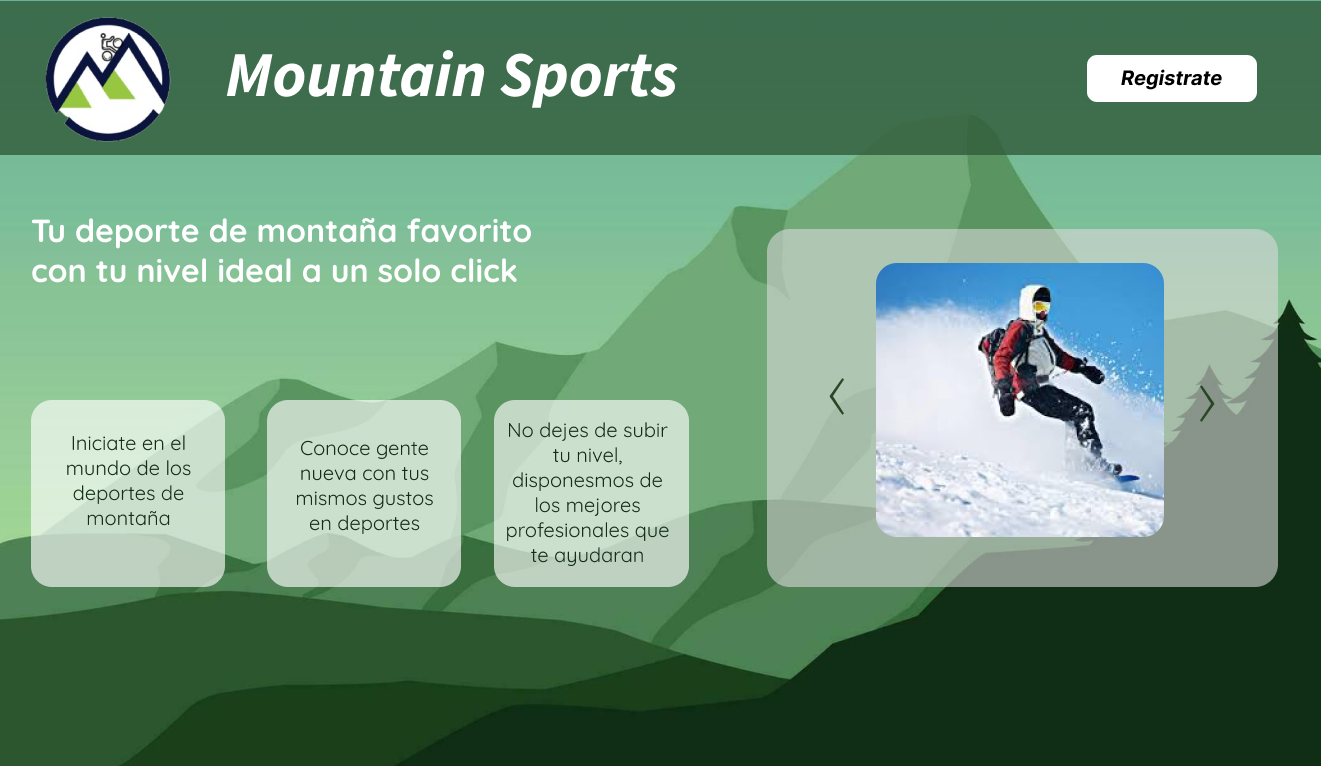 Mountain Sports
Registrate
Tu deporte de montaña favorito
con tu nivel ideal a un solo click
Iniciate en el
mundo de los
deportes de
montaña
Conoce gente
nueva con tus
mismos gustos
en deportes
No dejes de subir
tu nivel,
disponesmos de
los mejores
profesionales que
te ayudaran